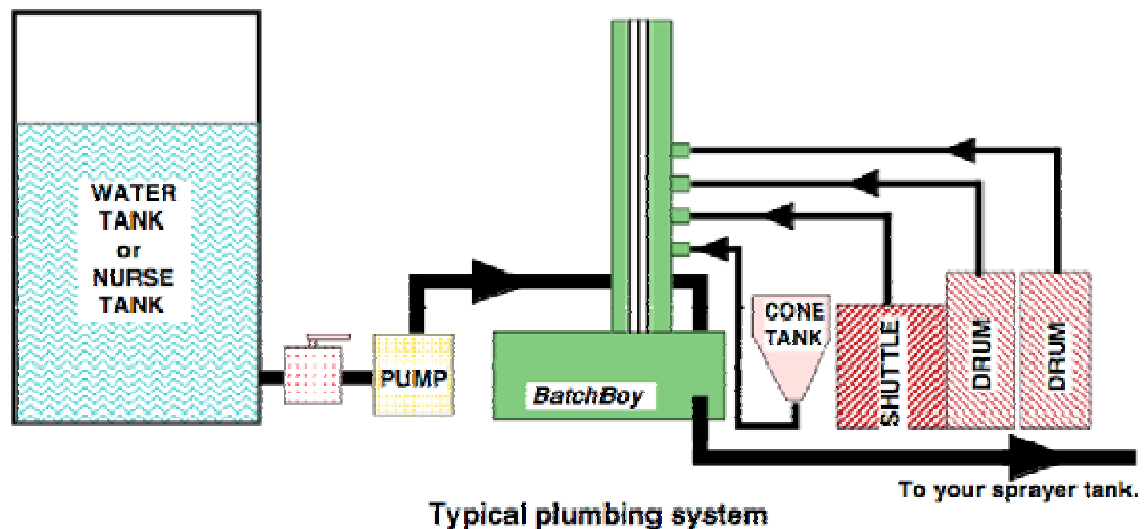 WATER
TANK
or
NURSE
TANK
PUMP
BatchBoy
CONE
TANK
SHUTTLE
DRUM
DRUM
To your sprayer tank.
Typical plumbing system